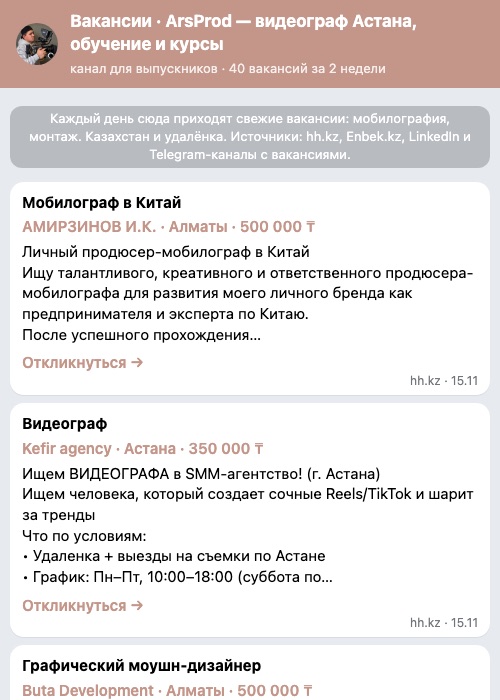 Вакансии · ArsProd — видеограф Астана,
обучение и курсы
канал для выпускников · 40 вакансий за 2 недели
Каждый день сюда приходят свежие вакансии: мобилография,
монтаж. Казахстан и удалёнка. Источники: hh.kz, Enbek.kz, LinkedIn и
Telegram-каналы с вакансиями.
Мобилограф в Китай
АМИРЗИНОВ И.К. · Алматы · 500 000 ₸
Личный продюсер-мобилограф в Китай
Ищу талантливого, креативного и ответственного продюсера-
мобилографа для развития моего личного бренда как
предпринимателя и эксперта по Китаю.
После успешного прохождения...
Откликнуться →
hh.kz · 15.11
Видеограф
Kefir agency · Астана · 350 000 ₸
Ищем ВИДЕОГРАФА в SMM-агентство! (г. Астана)
Ищем человека, который создает сочные Reels/TikTok и шарит
за тренды
Что по условиям:
• Удаленка + выезды на съемки по Астане
• График: Пн–Пт, 10:00–18:00 (суббота по...
Откликнуться →
hh.kz · 15.11
Графический моушн-дизайнер
Buta Development · Алматы · 500 000 ₸